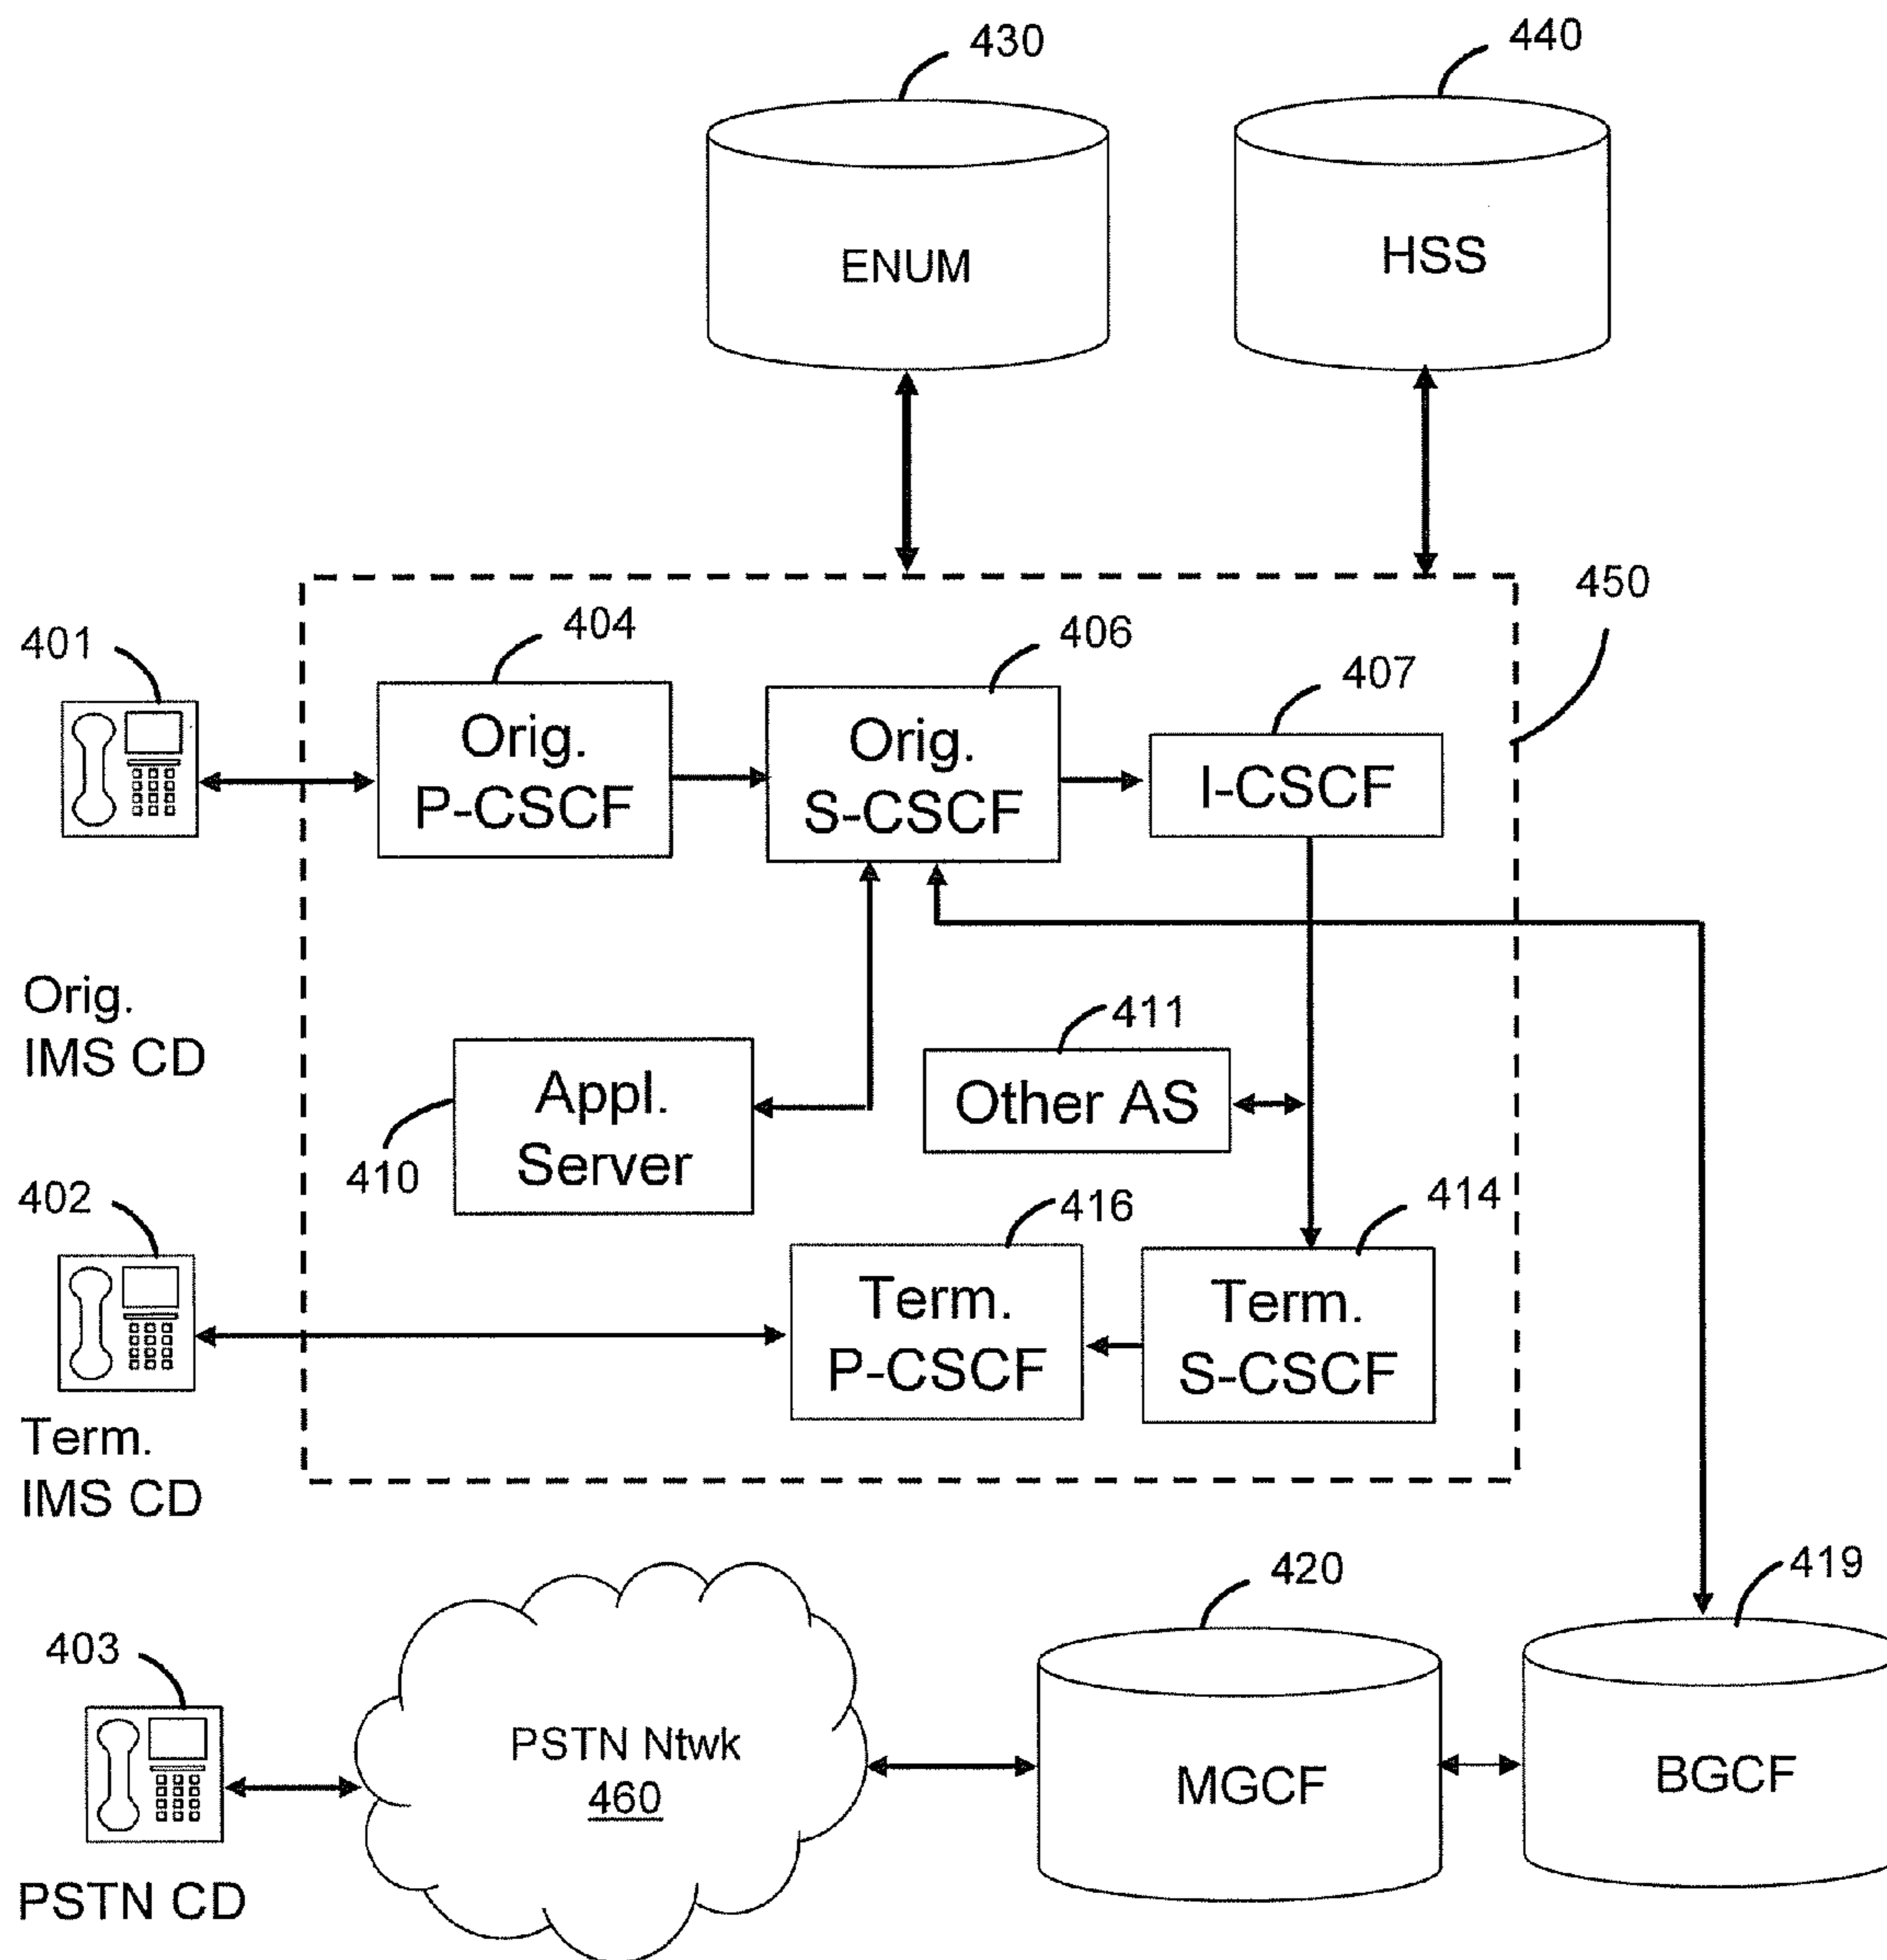 430
440
ENUM
HSS
450
401
404
406
407
Orig.
P-CSCF
Orig.
S-CSCF
I-CSCF
Orig.
IMS CD
411
Appl.
Server
Other AS
410
402
416
414
Term.
P-CSCF
Term.
S-CSCF
Term.
IMS CD
420
419
403
PSTN Ntwk
460
MGCF
BGCF
PSTN CD